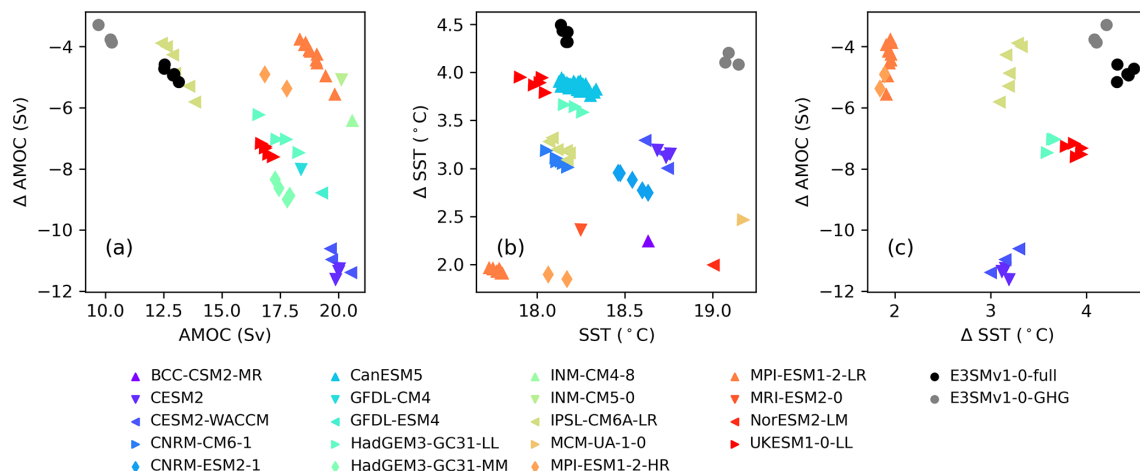 −4
−6
−8
−10
−12
Δ AMOC (Sv)
(a)
10.0 12.5 15.0 17.5 20.0
AMOC (Sv)
4.5
4.0
3.5
3.0
2.5
2.0
Δ SST (°C)
(b)
18.0 18.5 19.0
SST (°C)
−4
−6
−8
−10
−12
Δ AMOC (Sv)
(c)
2 3 4
Δ SST (°C)
BCC-CSM2-MR
CESM2
CESM2-WACCM
CNRM-CM6-1
CNRM-ESM2-1
CanESM5
GFDL-CM4
GFDL-ESM4
HadGEM3-GC31-LL
HadGEM3-GC31-MM
INM-CM4-8
INM-CM5-0
IPSL-CM6A-LR
MCM-UA-1-0
MPI-ESM1-2-HR
MPI-ESM1-2-LR
MRI-ESM2-0
NorESM2-LM
UKESM1-0-LL
E3SMv1-0-full
E3SMv1-0-GHG